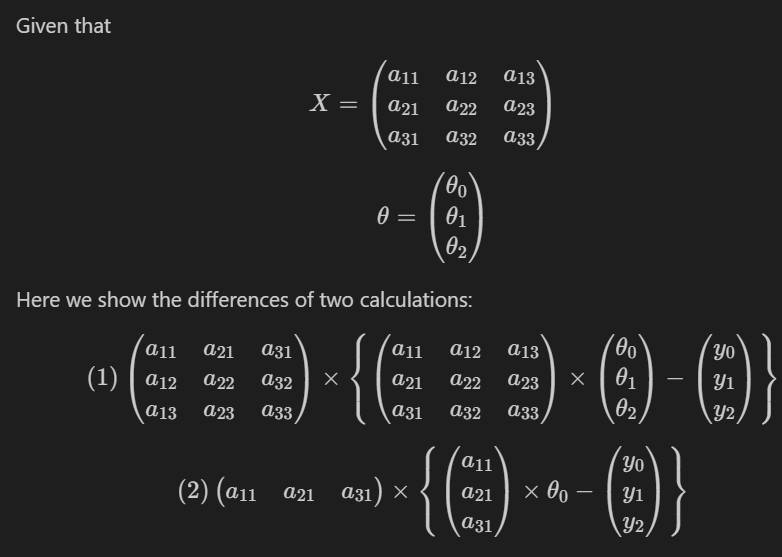 Given that
X = \begin{pmatrix} a_{11} & a_{12} & a_{13} \\ a_{21} & a_{22} & a_{23} \\ a_{31} & a_{32} & a_{33} \end{pmatrix}
\theta = \begin{pmatrix} \theta_0 \\ \theta_1 \\ \theta_2 \end{pmatrix}
Here we show the differences of two calculations:
(1) \begin{pmatrix} a_{11} & a_{21} & a_{31} \\ a_{12} & a_{22} & a_{32} \\ a_{13} & a_{23} & a_{33} \end{pmatrix} \times \left\{ \begin{pmatrix} a_{11} & a_{12} & a_{13} \\ a_{21} & a_{22} & a_{23} \\ a_{31} & a_{32} & a_{33} \end{pmatrix} \times \begin{pmatrix} \theta_0 \\ \theta_1 \\ \theta_2 \end{pmatrix} - \begin{pmatrix} y_0 \\ y_1 \\ y_2 \end{pmatrix} \right\}
(2) \begin{pmatrix} a_{11} & a_{21} & a_{31} \end{pmatrix} \times \left\{ \begin{pmatrix} a_{11} \\ a_{21} \\ a_{31} \end{pmatrix} \times \theta_0 - \begin{pmatrix} y_0 \\ y_1 \\ y_2 \end{pmatrix} \right\}